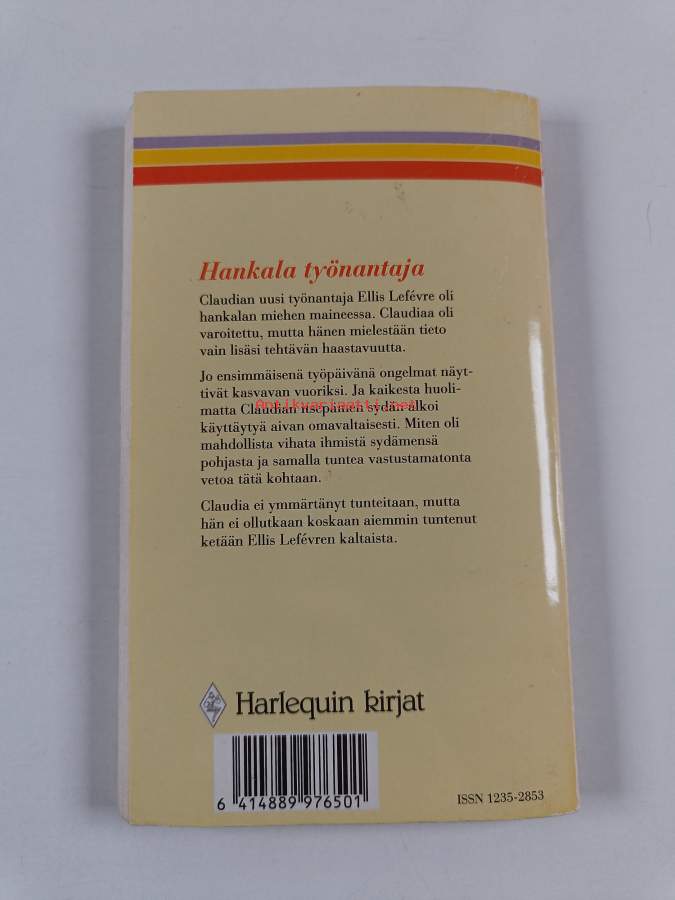 Hankala työnantaja
Claudian uusi työnantaja Ellis Lefévre oli
hankalan miehen maineessa. Claudiaa oli
varoitettu, mutta hänen mielestään tieto
vain lisäsi tehtävän haastavuutta.
Jo ensimmäisenä työpäivänä ongelmat näyt-
tivät kasvavan vuoriksi. Ja kaikesta huoli-
Antikvariaatti.net
matta Claudian itsepäinen sydän alkoi
käyttäytyä aivan omavaltaisesti. Miten oli
mahdollista vihata ihmistä sydämensä
pohjasta ja samalla tuntea vastustamatonta
vetoa tätä kohtaan.
Claudia ei ymmärtänyt tunteitaan, mutta
hän ei ollutkaan koskaan aiemmin tuntenut
ketään Ellis Lefévren kaltaista.
Harlequin kirjat
6 414889 976501
ISSN 1235-2853